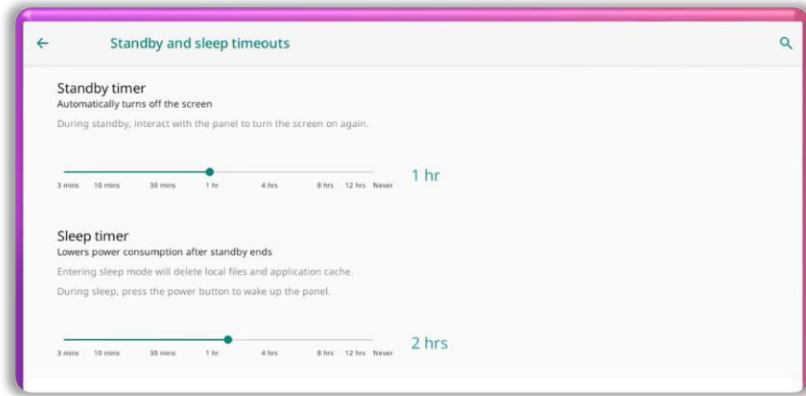 Standby and sleep timeouts
Standby timer
Automatically turns off the screen
During standby, interact with the panel to turn the screen on again.
1 hr
3 mins 10 mins 30 mins 1 hr 4 hrs 8 hrs 12 hrs Never
Sleep timer
Lowers power consumption after standby ends
Entering sleep mode will delete local files and application cache.
During sleep, press the power button to wake up the panel.
2 hrs
3 mins 10 mins 30 mins 1 hr 4 hrs 8 hrs 12 hrs Never